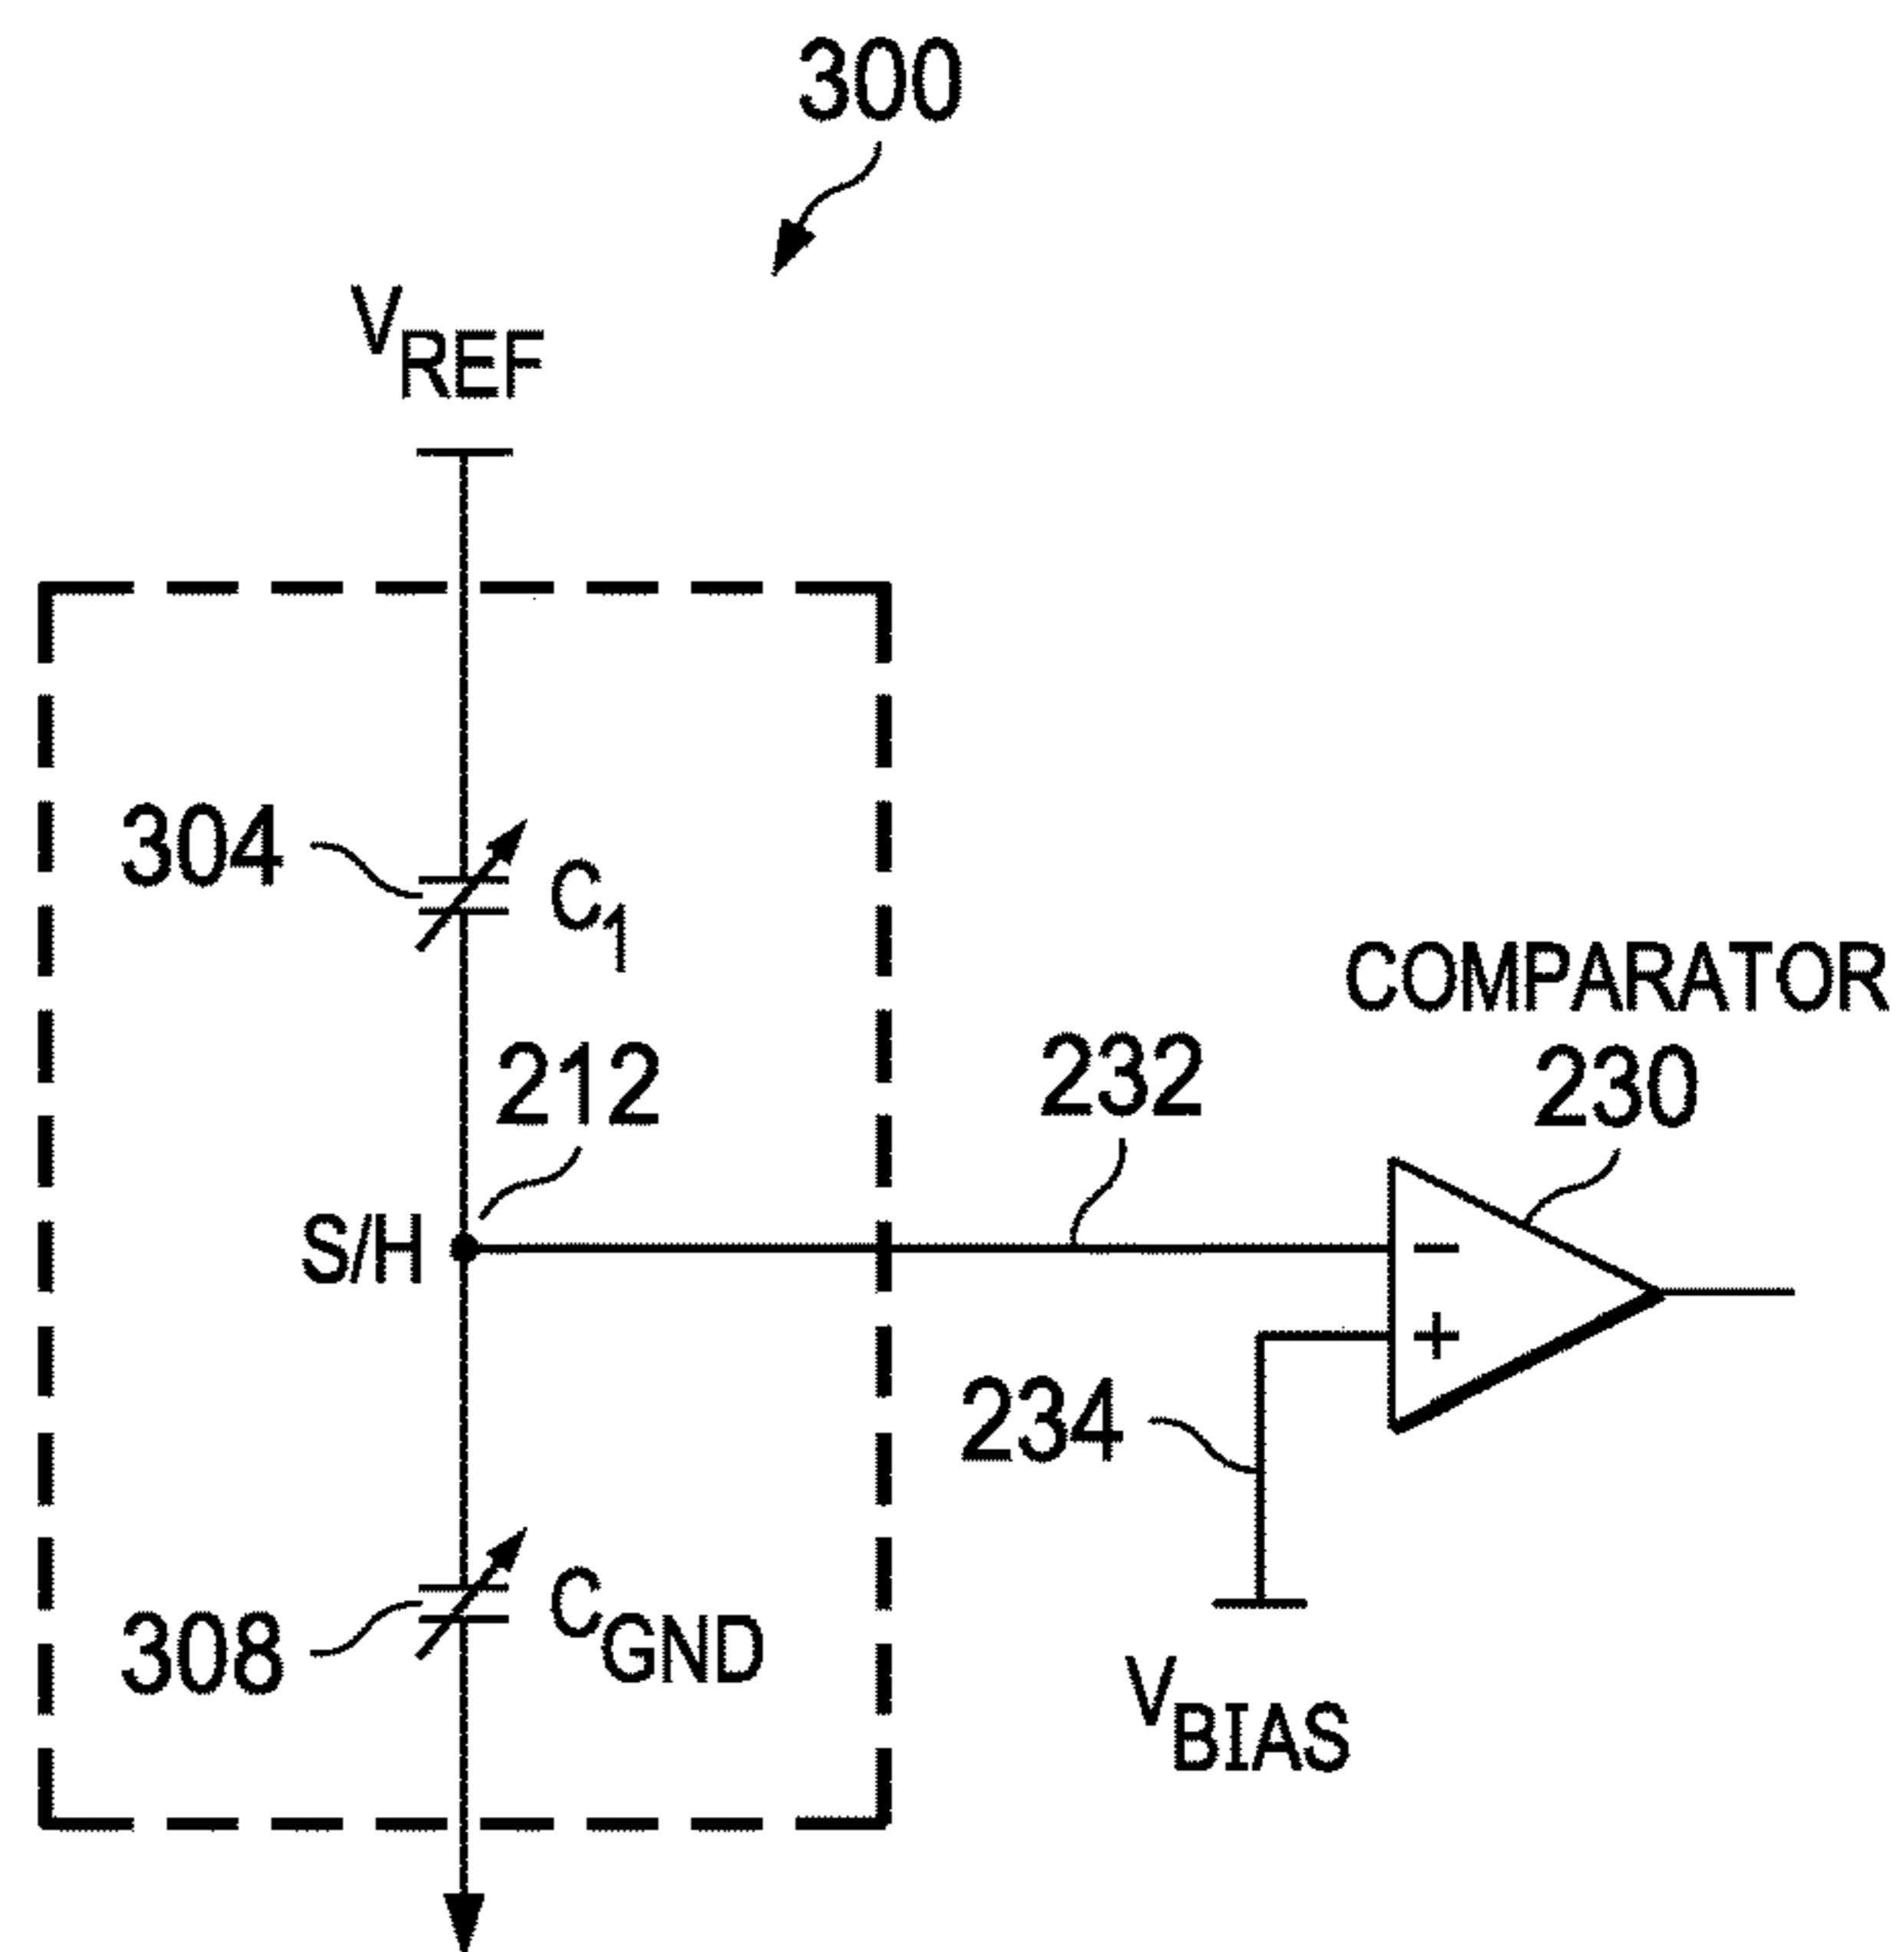 300
VREF
304
C1
COMPARATOR
212
232
230
S/H
−
+
234
308
CGND
VBIAS